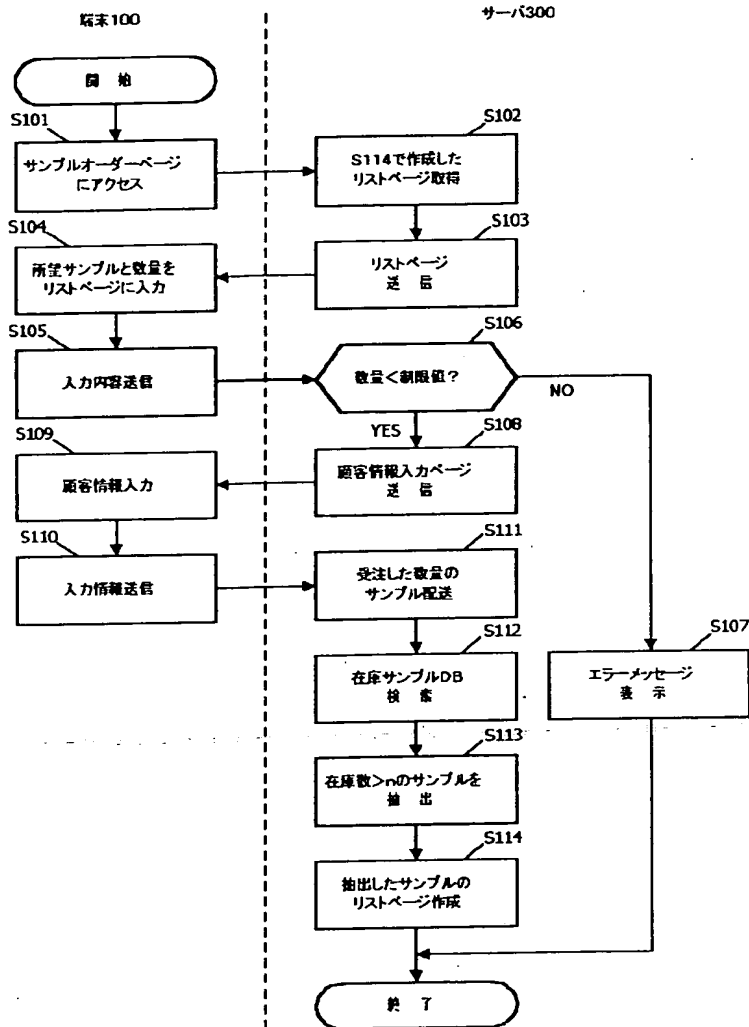 端末100
サーバ300
開 始
S101
サンプルオーダーページ
にアクセス
S102
S114で作成した
リストページ取得
S103
リストページ
送 信
S104
所望サンプルと数量を
リストページに入力
S105
入力内容送信
S106
数量<制限値?
NO
YES
S108
顧客情報入力ページ
送 信
S109
顧客情報入力
S110
入力情報送信
S111
受注した数量の
サンプル配送
S112
在庫サンプルDB
検 索
S107
エラーメッセージ
表 示
S113
在庫数>nのサンプルを
抽 出
S114
抽出したサンプルの
リストページ作成
終 了